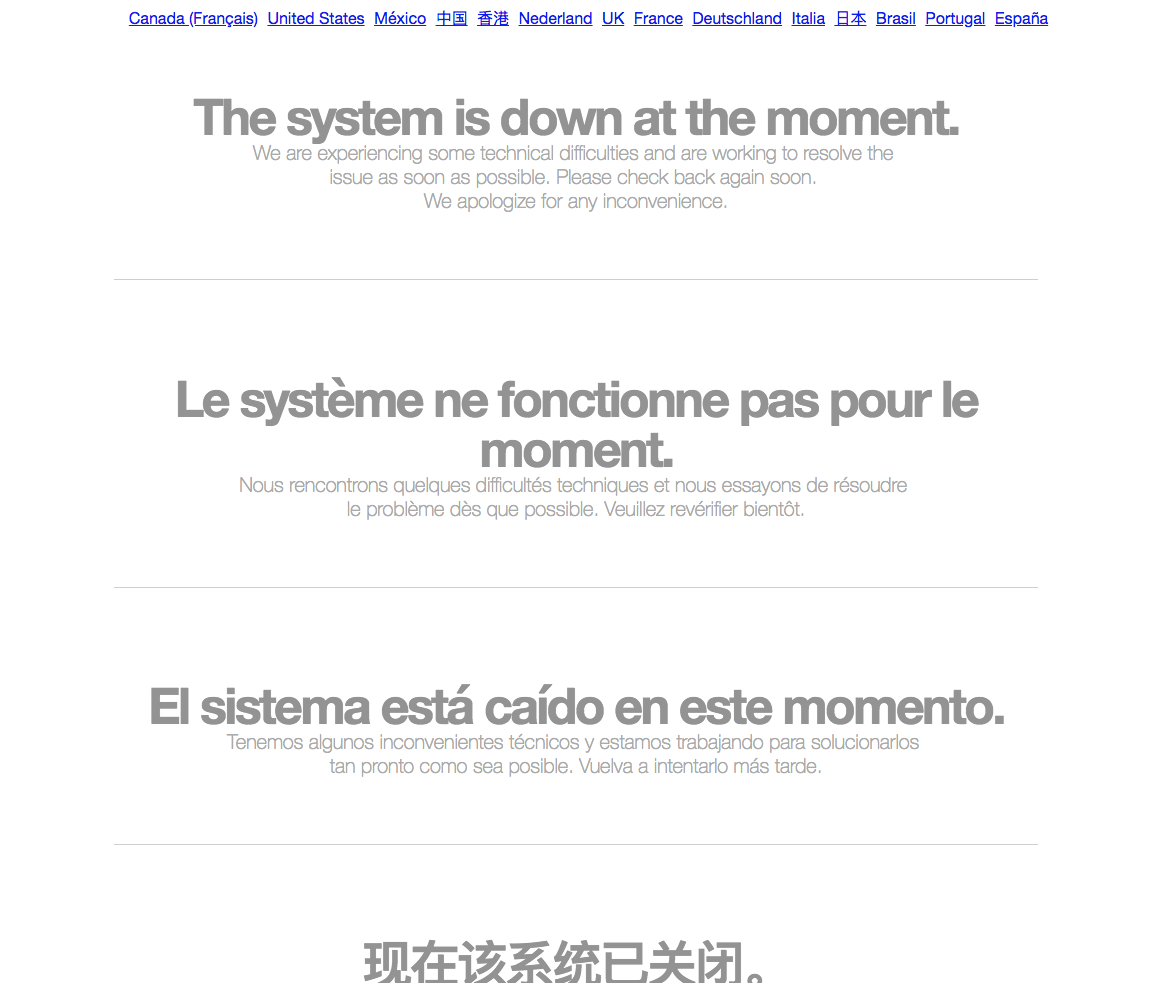 Canada (Français) United States México 中国 香港 Nederland UK France Deutschland Italia 日本 Brasil Portugal España
The system is down at the moment.
We are experiencing some technical difficulties and are working to resolve the
issue as soon as possible. Please check back again soon.
We apologize for any inconvenience.
Le système ne fonctionne pas pour le
moment.
Nous rencontrons quelques difficultés techniques et nous essayons de résoudre
le problème dès que possible. Veuillez revérifier bientôt.
El sistema está caído en este momento.
Tenemos algunos inconvenientes técnicos y estamos trabajando para solucionarlos
tan pronto como sea posible. Vuelva a intentarlo más tarde.
现在该系统已关闭。